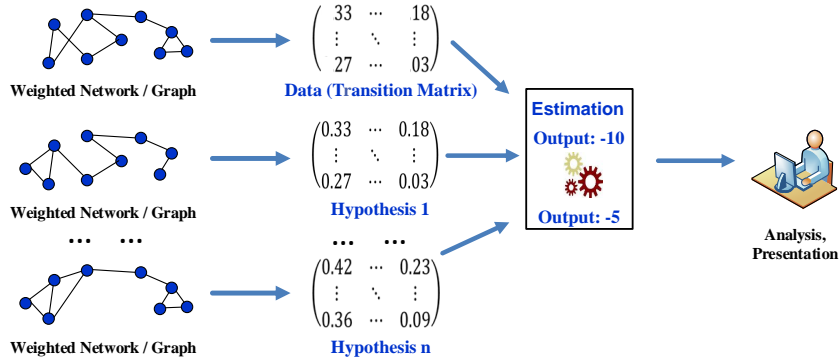 33 ⋯ 18
⋮ ⋱ ⋮
27 ⋯ 03
Weighted Network / Graph
Data (Transition Matrix)
0.33 ⋯ 0.18
⋮ ⋱ ⋮
0.27 ⋯ 0.03
Weighted Network / Graph
Hypothesis 1
... ...
... ...
0.42 ⋯ 0.23
⋮ ⋱ ⋮
0.36 ⋯ 0.09
Weighted Network / Graph
Hypothesis n
Estimation
Output: -10
Output: -5
Analysis,
Presentation